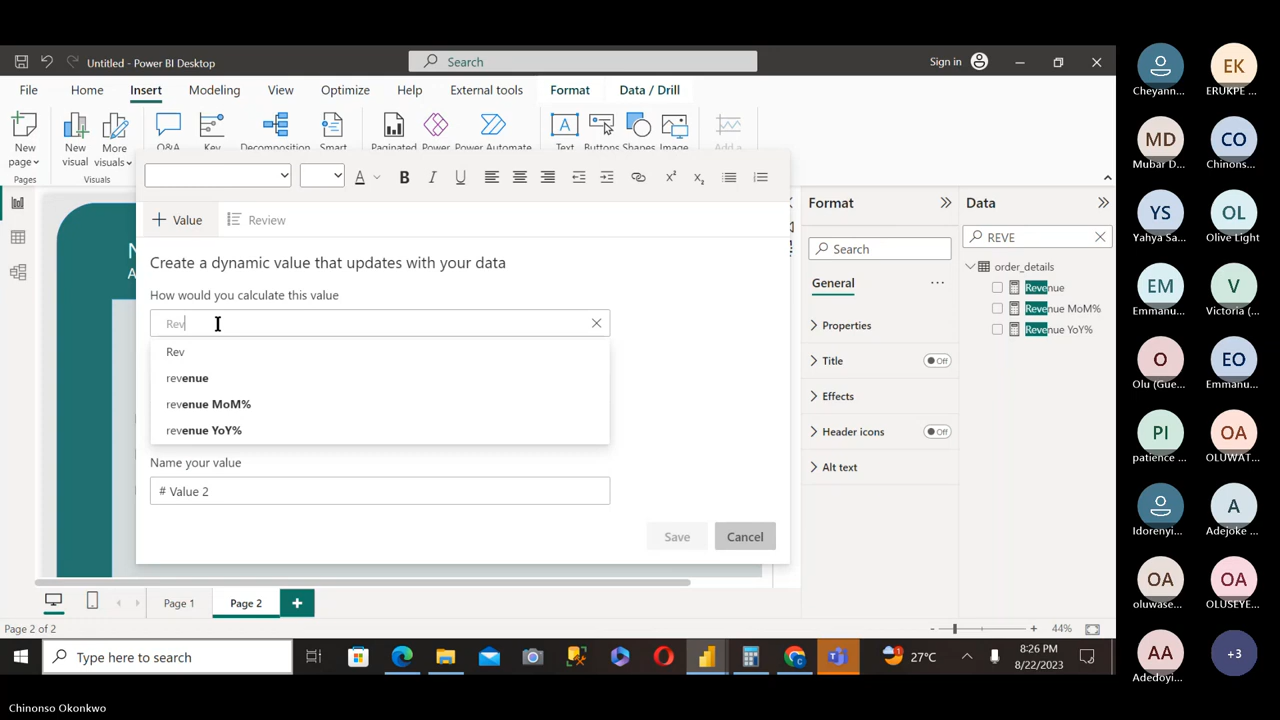 Untitled - Power BI Desktop
Search
Sign in
File
Home
Insert
Modeling
View
Optimize
Help
External tools
Format
Data / Drill
New page
New visual
More visuals
Q&A
Key
Decomposition
Smart
Paginated
Power
Power Automate
Text
Buttons
Shapes
Image
Add a
Pages
Visuals
A
B
I
U
Value
Review
Create a dynamic value that updates with your data
How would you calculate this value
Rev
Rev
revenue
revenue MoM%
revenue YoY%
Name your value
# Value 2
Save
Cancel
Format
Search
General
Properties
Title
Off
Effects
Header icons
Off
Alt text
Data
REVE
order_details
Revenue
Revenue MoM%
Revenue YoY%
N
A
Page 1
Page 2
Page 2 of 2
44%
Type here to search
27°C
8:26 PM
8/22/2023
Chinonso Okonkwo
Cheyann...
EK
ERUKPE ...
MD
Mubar D...
CO
Chinons...
YS
Yahya Sa...
OL
Olive Light
EM
Emmanu...
V
Victoria (...
O
Olu (Gue...
EO
Emmanu...
PI
patience ...
OA
OLUWAT...
Idorenyi...
A
Adejoke ...
OA
oluwase...
OA
OLUSEYE...
AA
Adedoyi...
+3